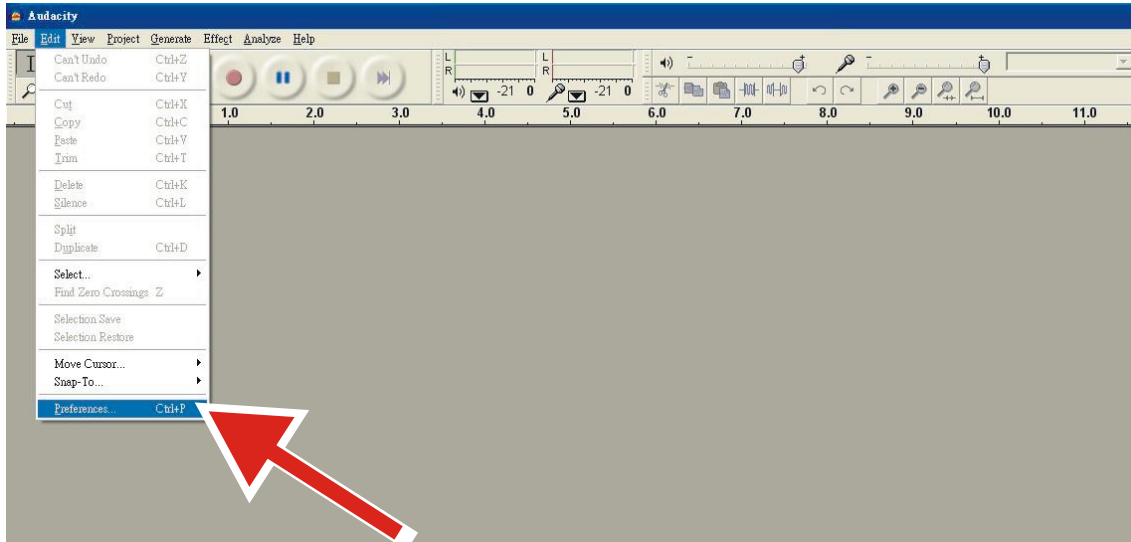 Audacity
File Edit View Project Generate Effect Analyze Help
Can't Undo Ctrl+Z
Can't Redo Ctrl+Y
Cut Ctrl+X
Copy Ctrl+C
Paste Ctrl+V
Trim Ctrl+T
Delete Ctrl+K
Silence Ctrl+L
Split
Duplicate Ctrl+D
Select...
Find Zero Crossings Z
Selection Save
Selection Restore
Move Cursor...
Snap-To...
Preferences... Ctrl+P
L
R
-21 0
L
R
-21 0
1.0 2.0 3.0 4.0 5.0 6.0 7.0 8.0 9.0 10.0 11.0